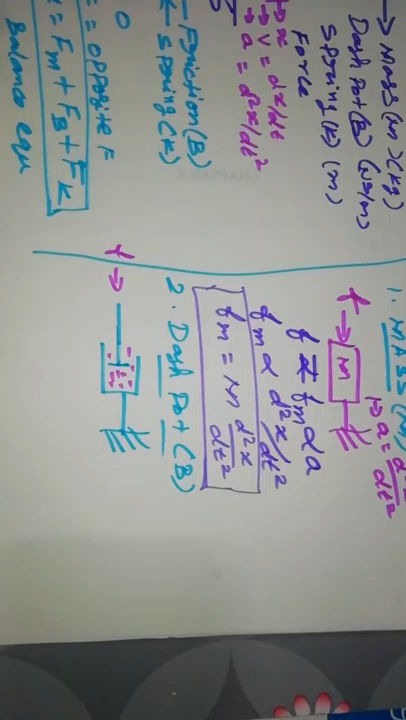 → Mass (M) (kg)
Dash Pot (B) (NS/m)
Spring (K) (m)
Force
→ x
→ v = dx/dt
→ a = d²x/dt²
Friction (B)
Spring (K)
0
= opposite F
= Fm + FB + FK
Balance equ
1. MASS (M)
f → M
→ a = d²x/dt²
f = fm α a
fm α d²x/dt²
fm = M d²x/dt²
2. Dash Pot (B)
f →